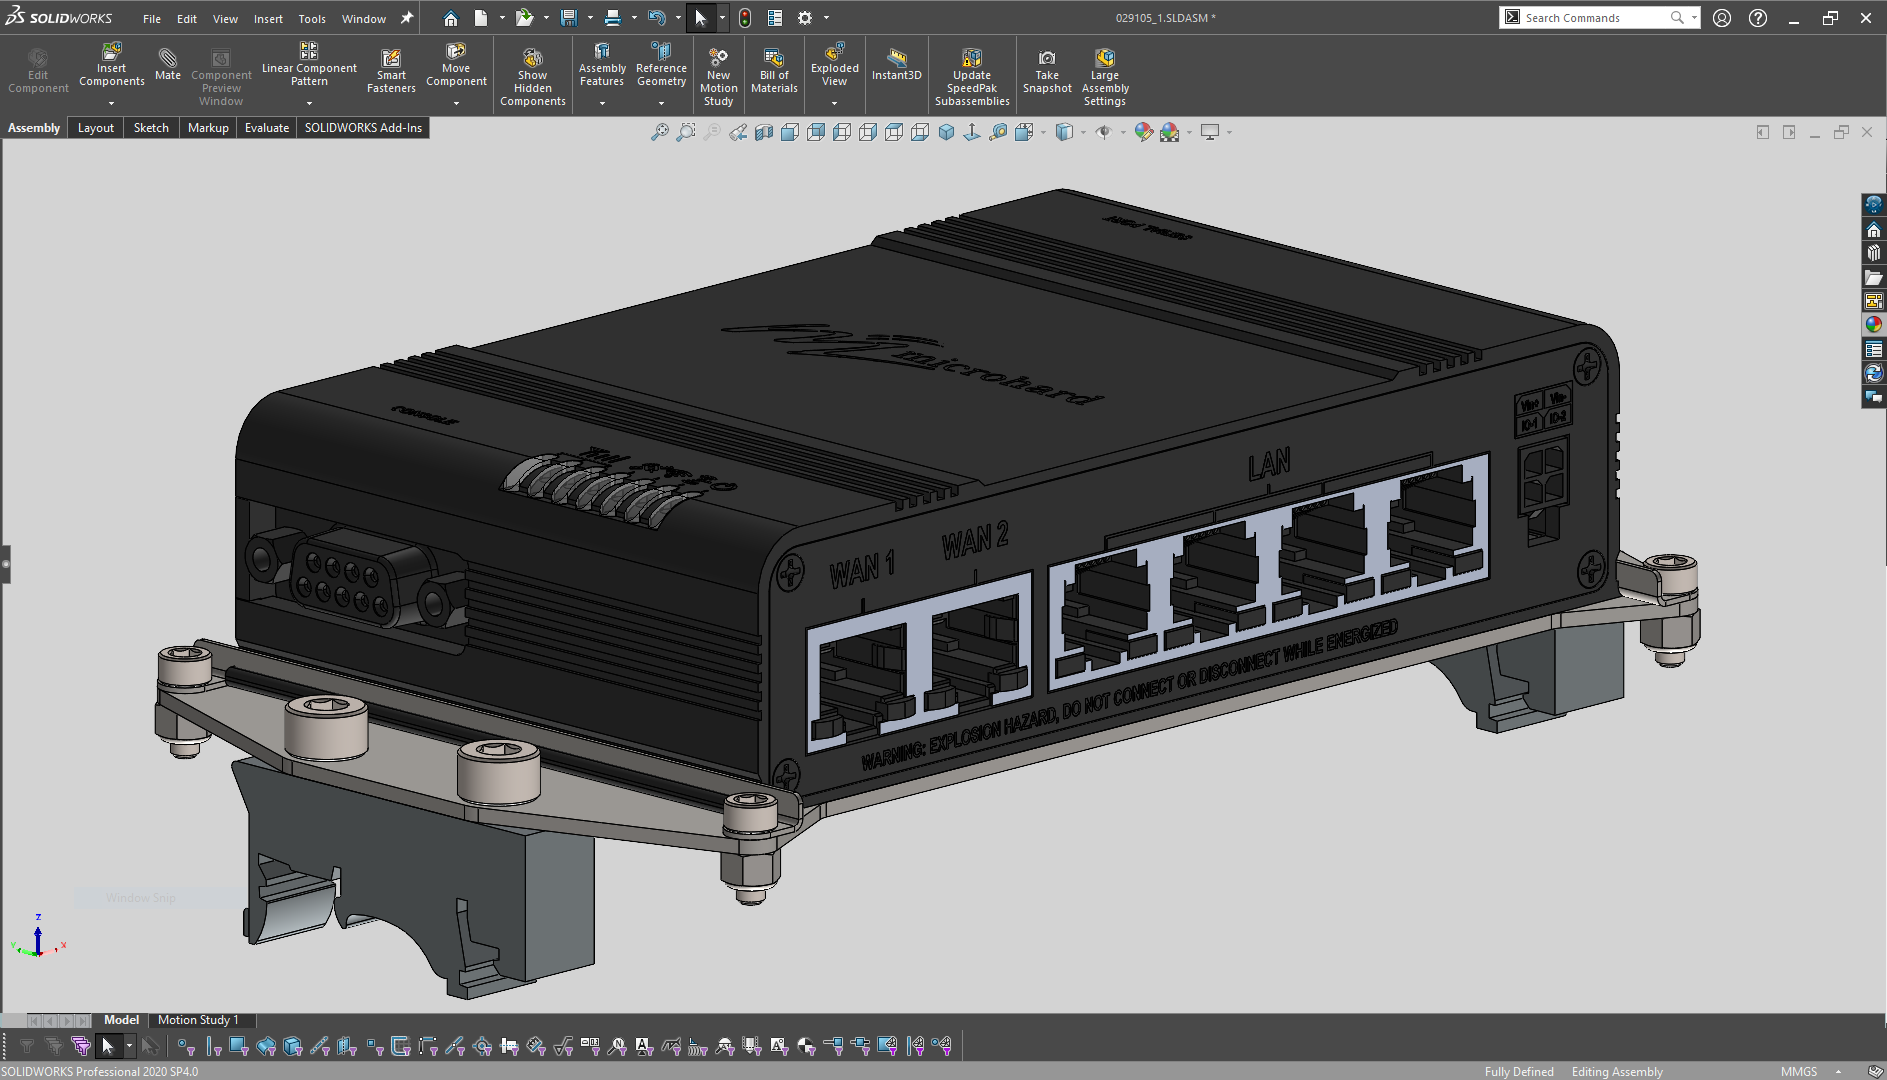 SOLIDWORKS
File Edit View Insert Tools Window
029105_1.SLDASM *
Search Commands
Edit Component
Insert Components
Mate
Component Preview Window
Linear Component Pattern
Smart Fasteners
Move Component
Show Hidden Components
Assembly Features
Reference Geometry
New Motion Study
Bill of Materials
Exploded View
Instant3D
Update SpeedPak Subassemblies
Take Snapshot
Large Assembly Settings
Assembly Layout Sketch Markup Evaluate SOLIDWORKS Add-Ins
SERIAL PORT
microhard
CONSOLE
Vin+ Vin-
IO-1 IO-2
LAN
WAN 2
WAN 1
WARNING: EXPLOSION HAZARD, DO NOT CONNECT OR DISCONNECT WHILE ENERGIZED
Window Snip
Z
Y
X
Model Motion Study 1
SOLIDWORKS Professional 2020 SP4.0
Fully Defined Editing Assembly MMGS